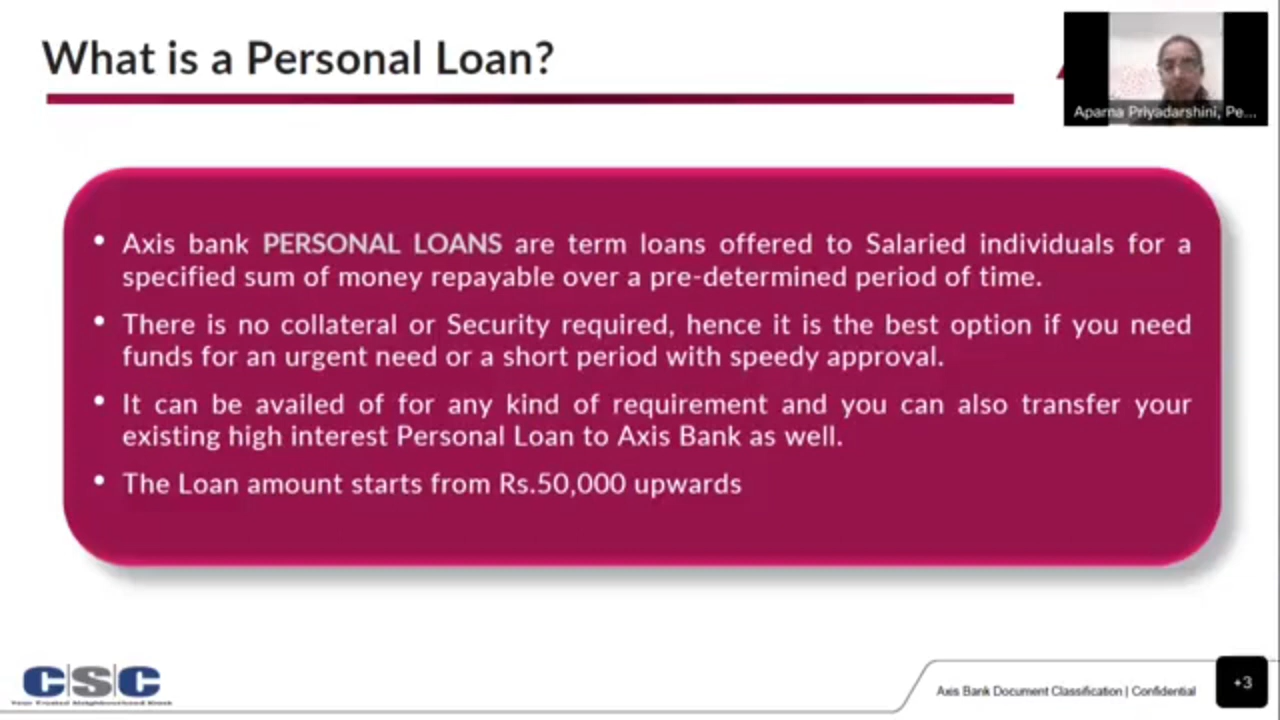 What is a Personal Loan?
Aparna Priyadarshini, Pe...
• Axis bank PERSONAL LOANS are term loans offered to Salaried individuals for a
specified sum of money repayable over a pre-determined period of time.
• There is no collateral or Security required, hence it is the best option if you need
funds for an urgent need or a short period with speedy approval.
• It can be availed of for any kind of requirement and you can also transfer your
existing high interest Personal Loan to Axis Bank as well.
• The Loan amount starts from Rs.50,000 upwards
CSC
Your Trusted Neighbourhood Kiosk
Axis Bank Document Classification | Confidential
+3